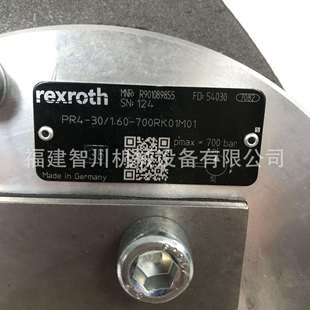 rexroth
MNR: R901089855 FD: 54030 7082
SN: 124
PR4-30/1.60-700RK01M01
pmax = 700 bar
福建智川机械设备有限公司
Made in Germany